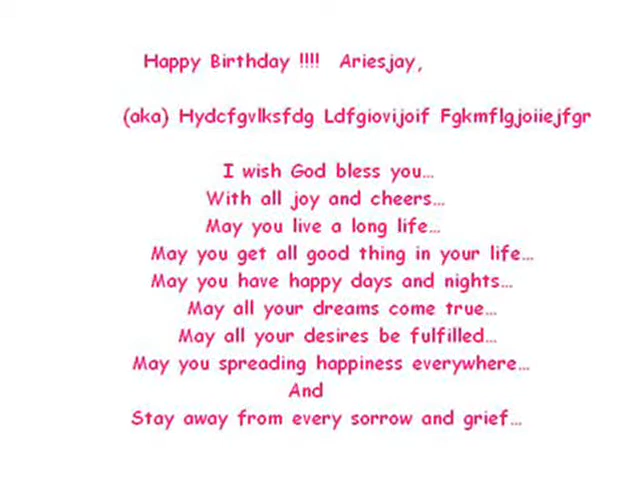 Happy Birthday !!!! Ariesjay,
(aka) Hydcfgvlksfdg Ldfgiovijoif Fgkmflgjoiiejfgr
I wish God bless you...
With all joy and cheers...
May you live a long life...
May you get all good thing in your life...
May you have happy days and nights...
May all your dreams come true...
May all your desires be fulfilled...
May you spreading happiness everywhere...
And
Stay away from every sorrow and grief...